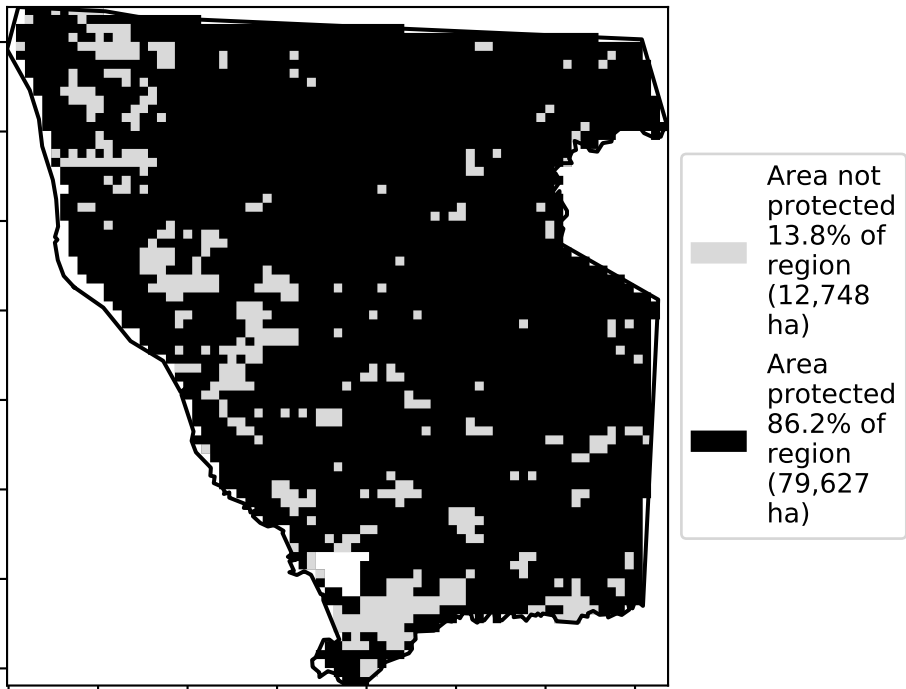 Area not
protected
13.8% of
region
(12,748
ha)
Area
protected
86.2% of
region
(79,627
ha)